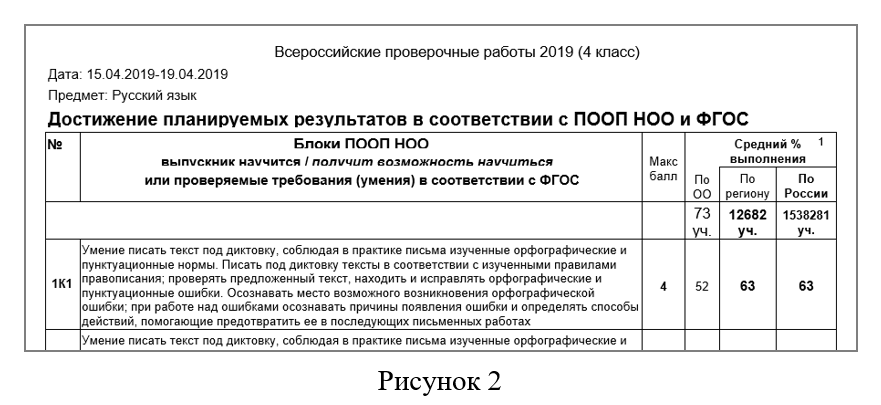 Всероссийские проверочные работы 2019 (4 класс)
Дата: 15.04.2019-19.04.2019
Предмет: Русский язык
Достижение планируемых результатов в соответствии с ПООП НОО и ФГОС
№
Блоки ПООП НОО
выпускник научится / получит возможность научиться
или проверяемые требования (умения) в соответствии с ФГОС
Макс
балл
По
ОО
Средний % 1
выполнения
По
региону
По
России
73
уч.
12682
уч.
1538281
уч.
1К1
Умение писать текст под диктовку, соблюдая в практике письма изученные орфографические и
пунктуационные нормы. Писать под диктовку тексты в соответствии с изученными правилами
правописания; проверять предложенный текст, находить и исправлять орфографические и
пунктуационные ошибки. Осознавать место возможного возникновения орфографической
ошибки; при работе над ошибками осознавать причины появления ошибки и определять способы
действий, помогающие предотвратить ее в последующих письменных работах
4
52
63
63
Умение писать текст под диктовку, соблюдая в практике письма изученные орфографические и
Рисунок 2